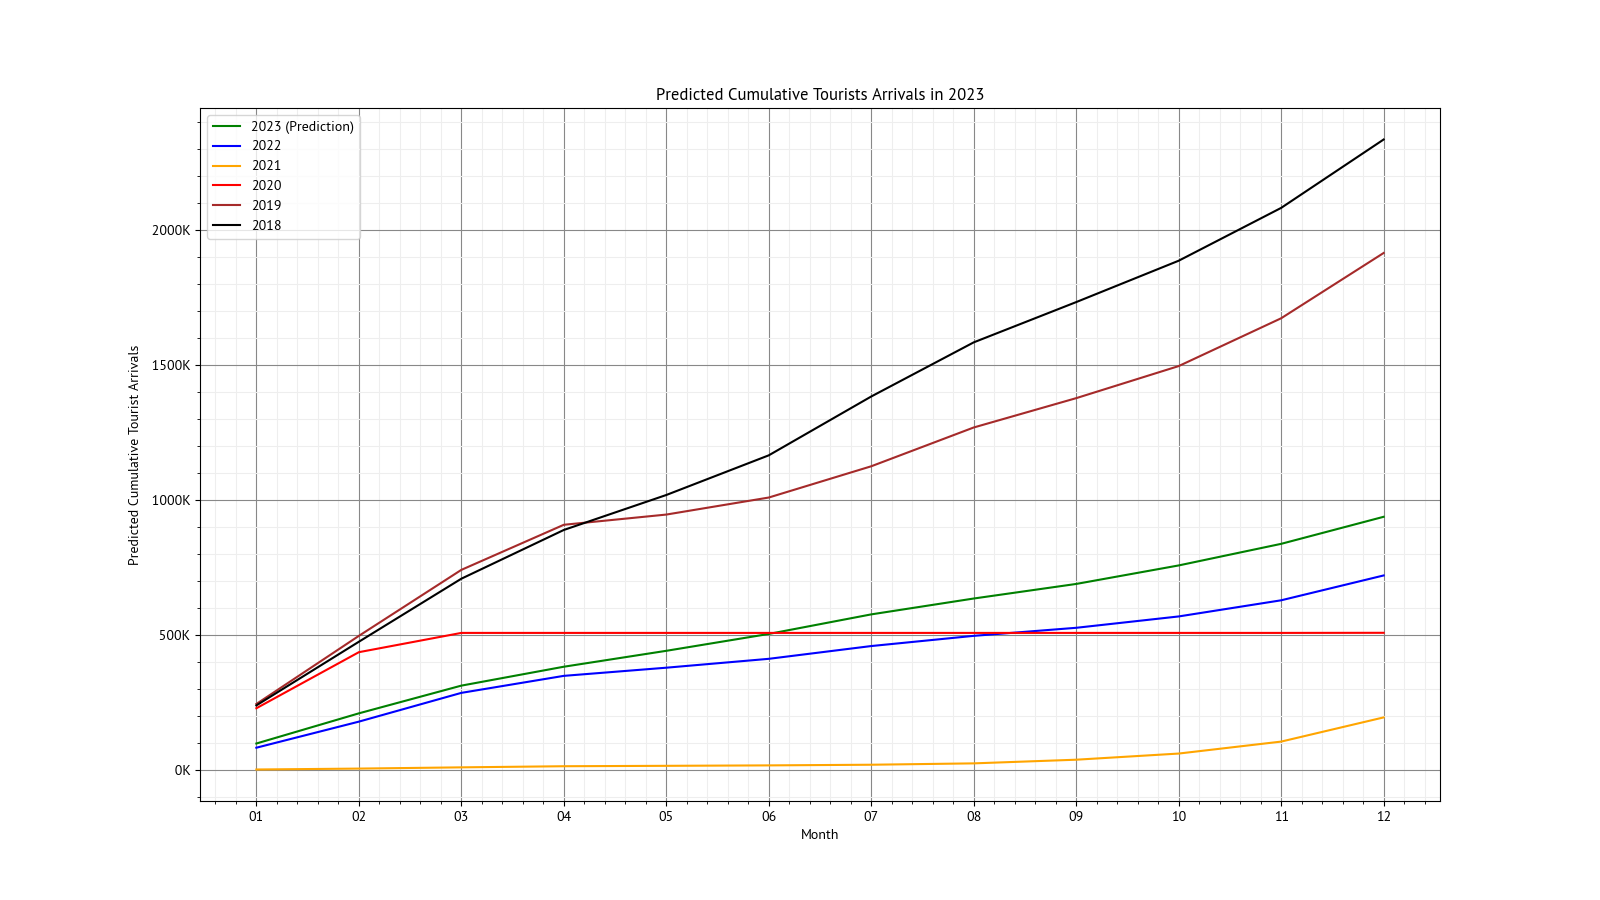 Predicted Cumulative Tourists Arrivals in 2023
2023 (Prediction)
2022
2021
2020
2019
2018
Predicted Cumulative Tourist Arrivals
2000K
1500K
1000K
500K
0K
01 02 03 04 05 06 07 08 09 10 11 12
Month